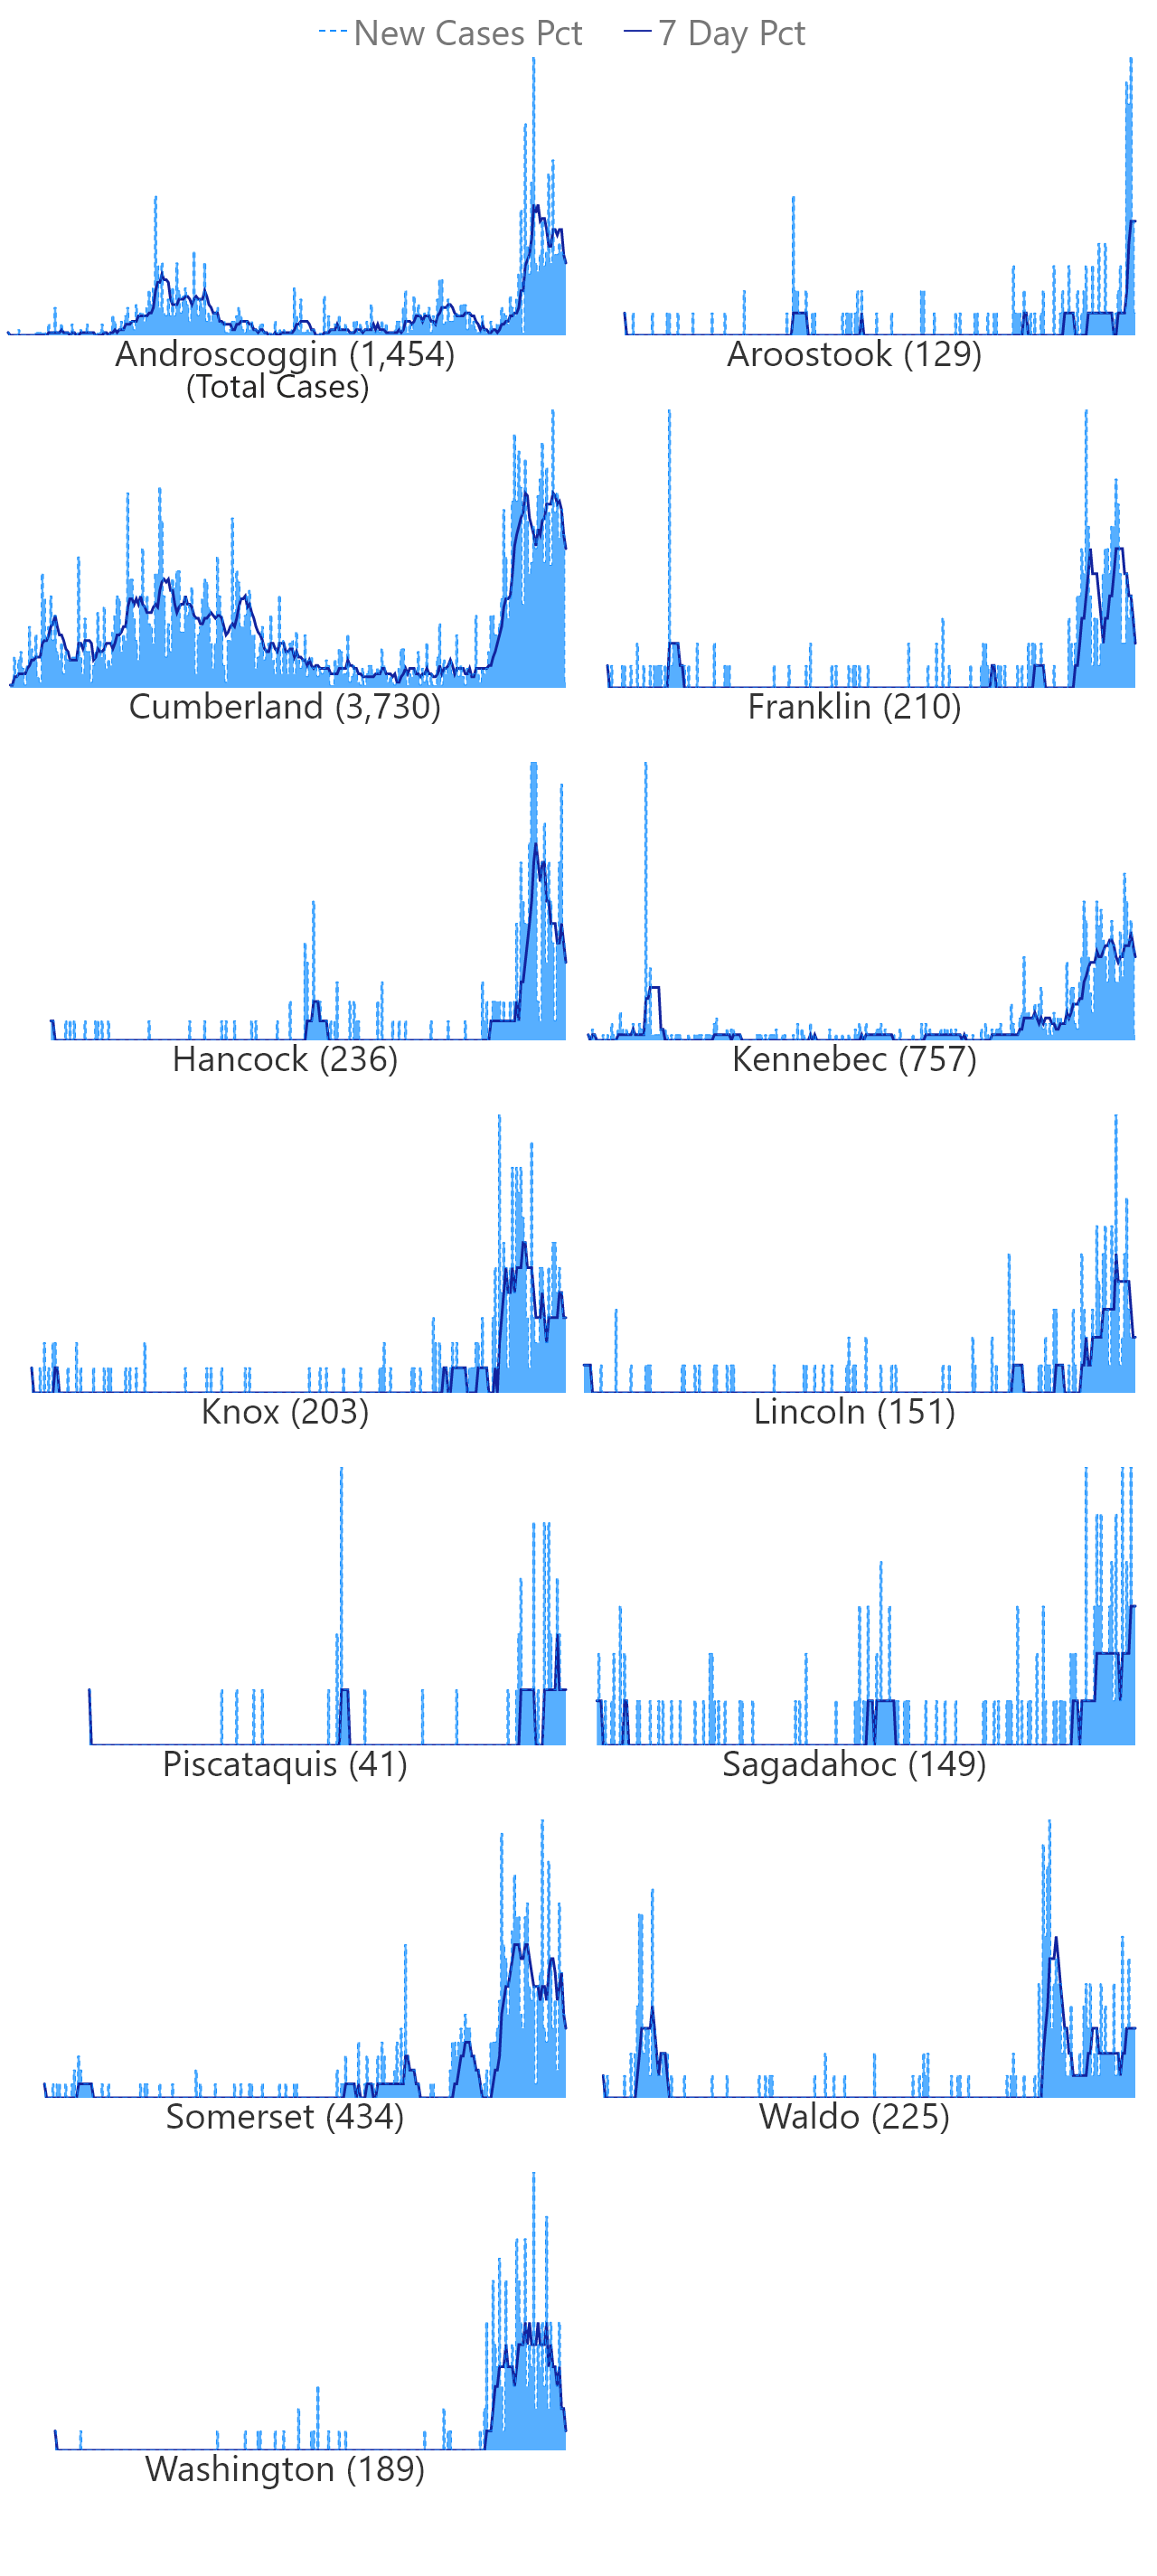 New Cases Pct 7 Day Pct
Androscoggin (1,454)
(Total Cases)
Aroostook (129)
Cumberland (3,730)
Franklin (210)
Hancock (236)
Kennebec (757)
Knox (203)
Lincoln (151)
Piscataquis (41)
Sagadahoc (149)
Somerset (434)
Waldo (225)
Washington (189)